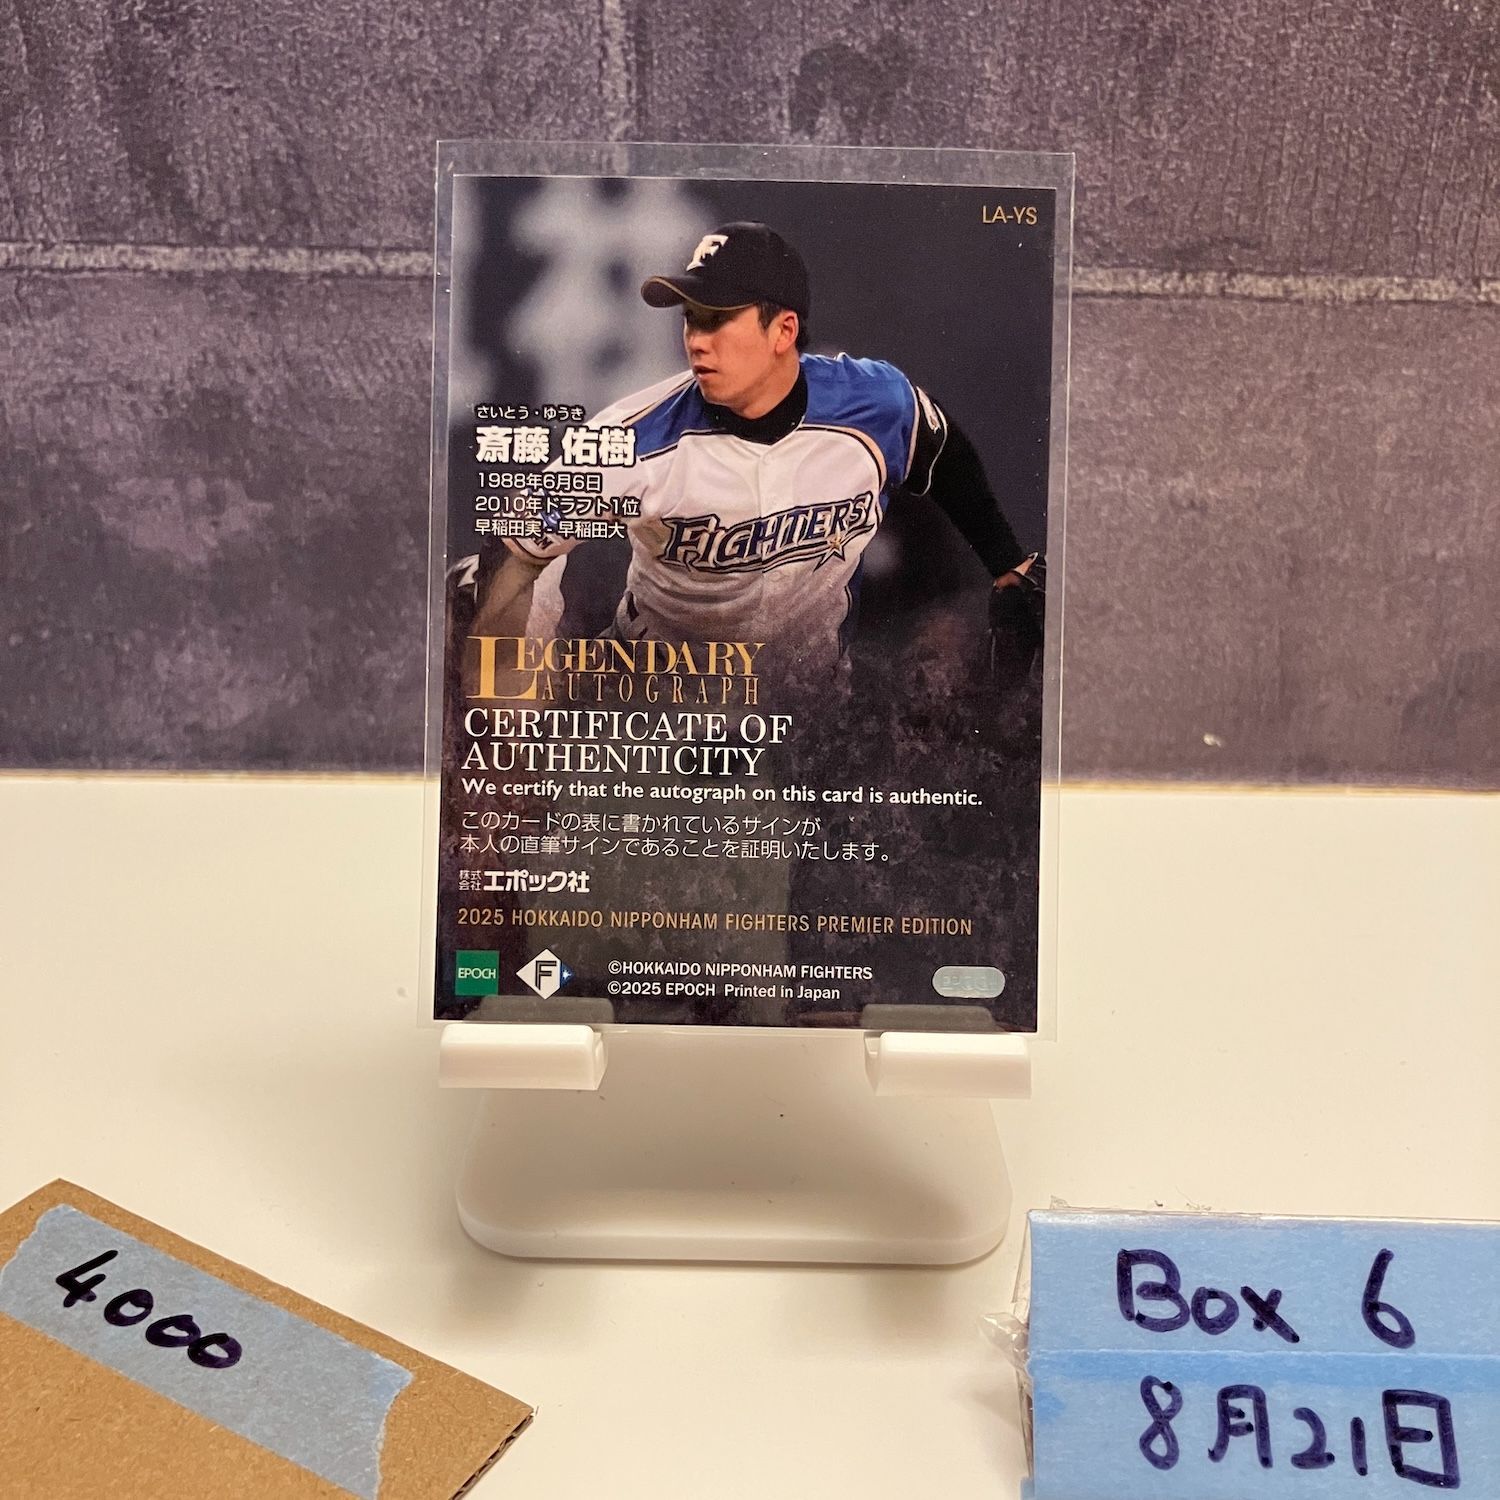 LA-YS
F
さいとう・ゆうき
斎藤 佑樹
1988年6月6日
2010年ドラフト1位
早稲田実 - 早稲田大
FIGHTERS
LEGENDARY
AUTOGRAPH
CERTIFICATE OF
AUTHENTICITY
We certify that the autograph on this card is authentic.
このカードの表に書かれているサインが
本人の直筆サインであることを証明いたします。
株式会社エポック社
2025 HOKKAIDO NIPPONHAM FIGHTERS PREMIER EDITION
EPOCH
F
©HOKKAIDO NIPPONHAM FIGHTERS
©2025 EPOCH Printed in Japan
EPOCH
4000
Box 6
8月21日